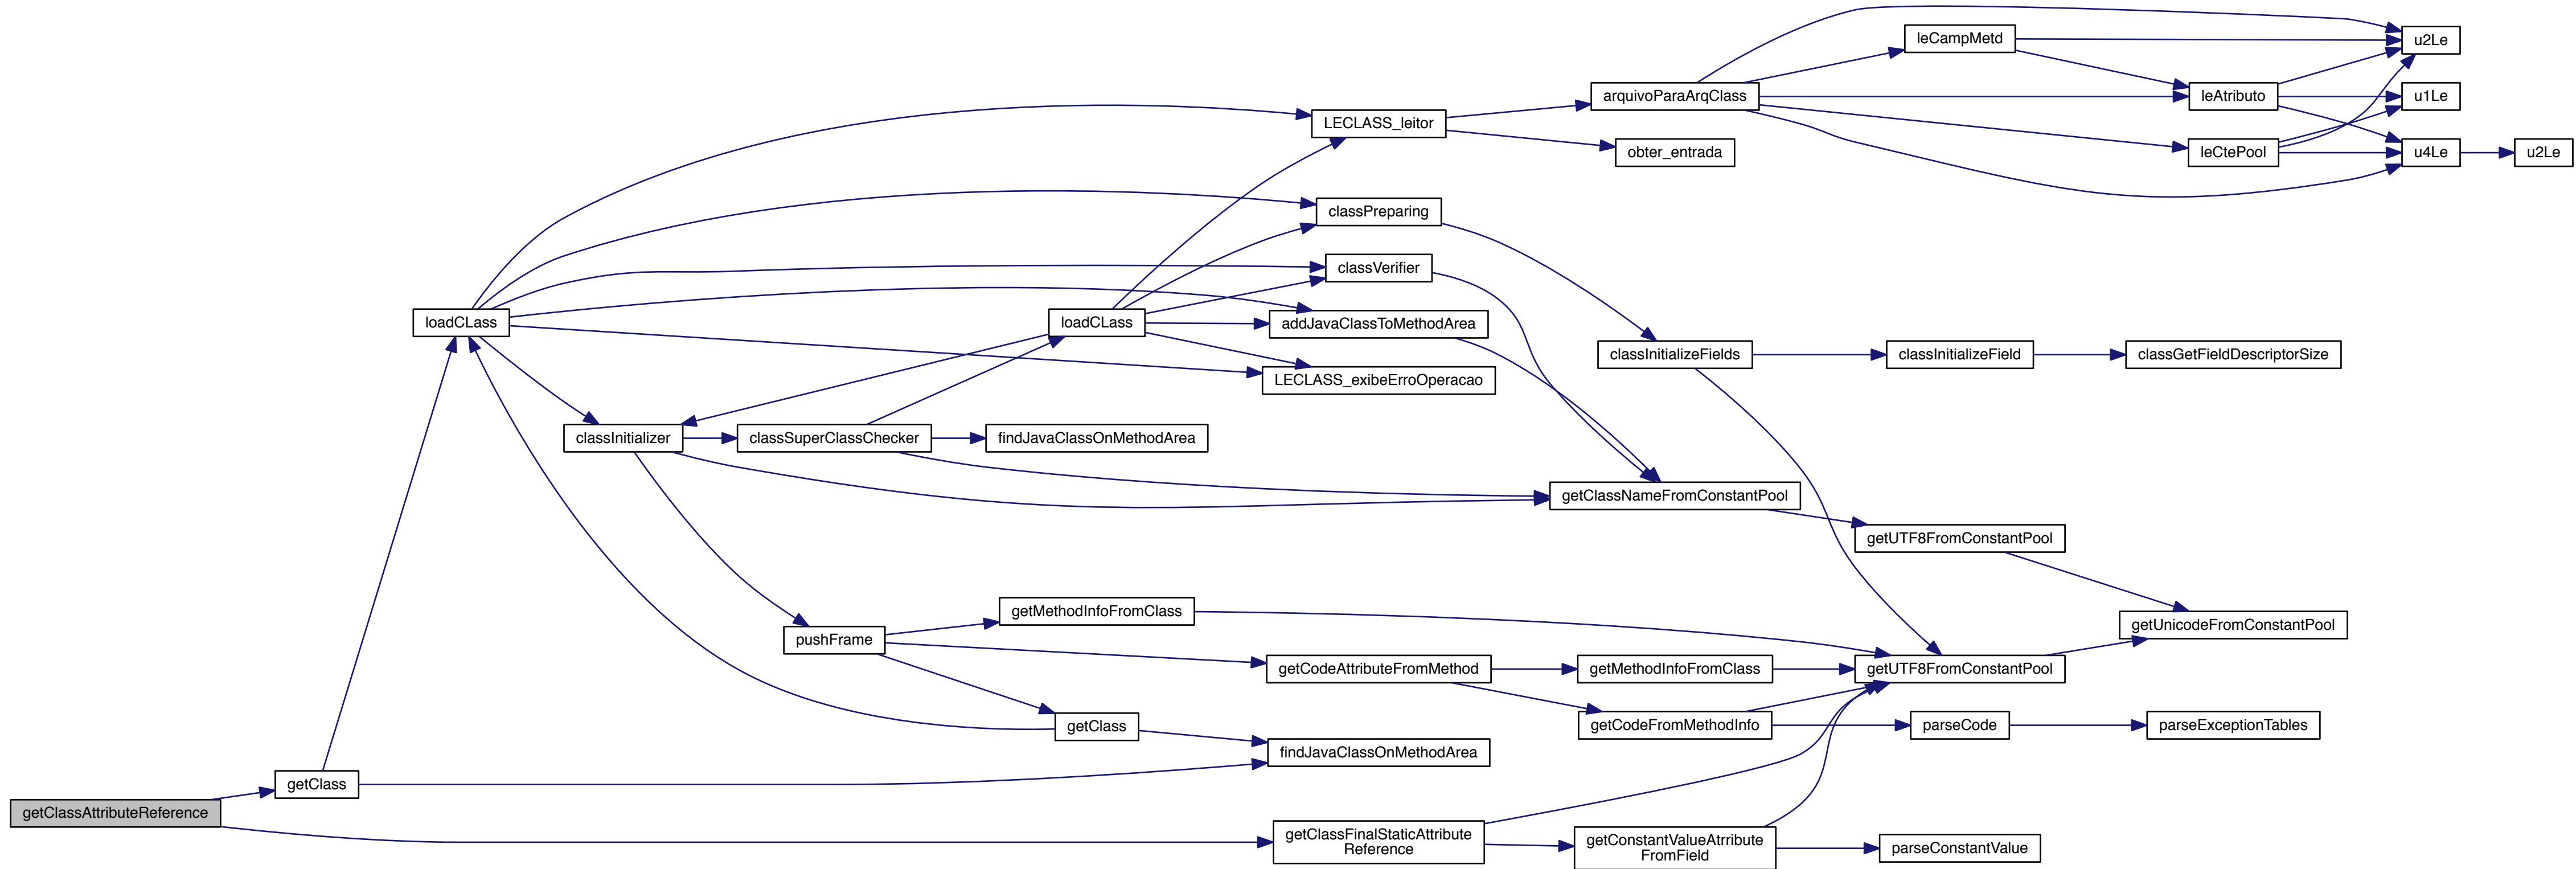 leCampMetd
u2Le
arquivoParaArqClass
leAtributo
u1Le
LECLASS_leitor
obter_entrada
leCtePool
u4Le
u2Le
classPreparing
classVerifier
loadCLass
loadCLass
addJavaClassToMethodArea
classInitializeFields
classInitializeField
classGetFieldDescriptorSize
LECLASS_exibeErroOperacao
classInitializer
classSuperClassChecker
findJavaClassOnMethodArea
getClassNameFromConstantPool
getUTF8FromConstantPool
getMethodInfoFromClass
getUnicodeFromConstantPool
pushFrame
getCodeAttributeFromMethod
getMethodInfoFromClass
getUTF8FromConstantPool
getClass
getCodeFromMethodInfo
parseCode
parseExceptionTables
findJavaClassOnMethodArea
getClass
getClassAttributeReference
getClassFinalStaticAttribute
Reference
getConstantValueAtrribute
FromField
parseConstantValue